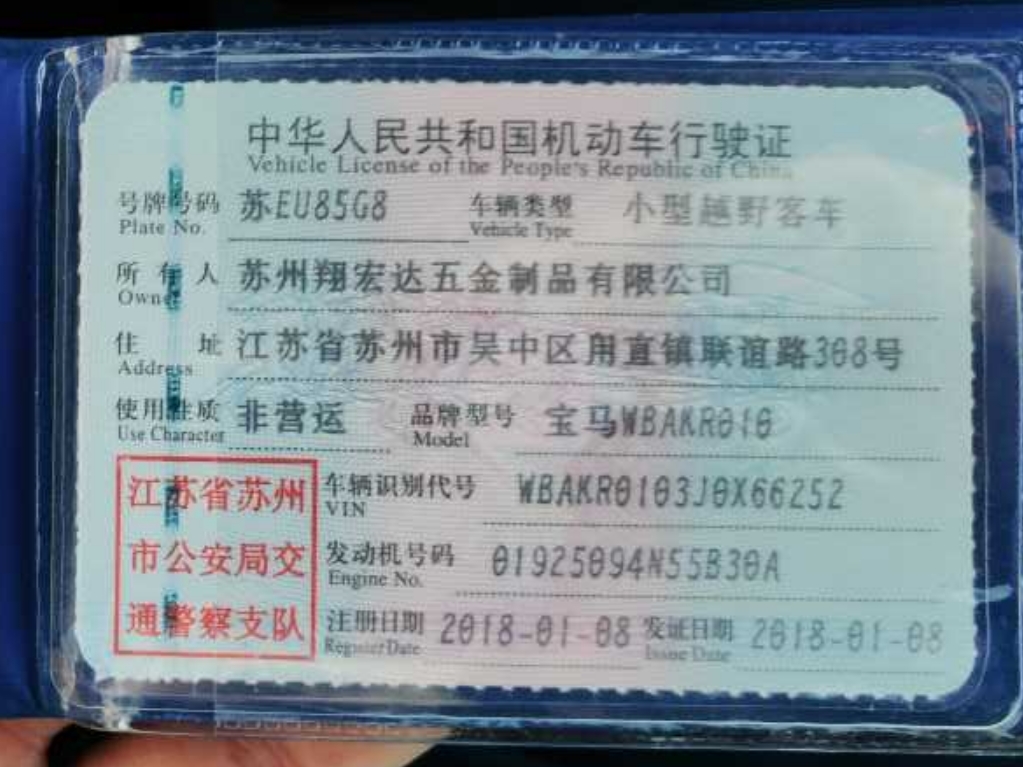 中华人民共和国机动车行驶证
Vehicle License of the People's Republic of China
号牌号码 苏EU85G8 车辆类型 小型越野客车
Plate No. Vehicle Type
所有人 苏州翔宏达五金制品有限公司
Owner
住址 江苏省苏州市吴中区甪直镇联谊路308号
Address
使用性质 非营运 品牌型号 宝马WBAKR010
Use Character Model
江苏省苏州 车辆识别代号 WBAKR0103J0X66252
VIN
市公安局交 发动机号码 01925094N55B30A
Engine No.
通警察支队 注册日期 2018-01-08 发证日期 2018-01-08
Register Date Issue Date